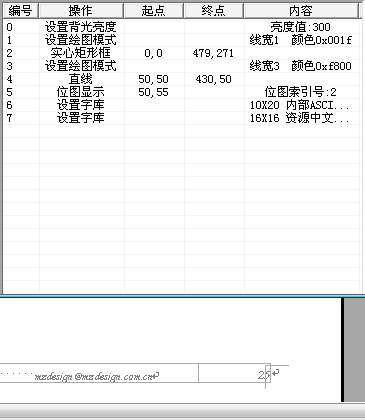 编号 操作 起点 终点 内容
0 设置背光亮度 亮度值:300
1 设置绘图模式 线宽1 颜色0x001f
2 实心矩形框 0,0 479,271
3 设置绘图模式 线宽3 颜色0xf800
4 直线 50,50 430,50
5 位图显示 50,55 位图索引号:2
6 设置字库 10X20 内部ASCI...
7 设置字库 16X16 资源中文...
mzdesign@mzdesign.com.cn 25